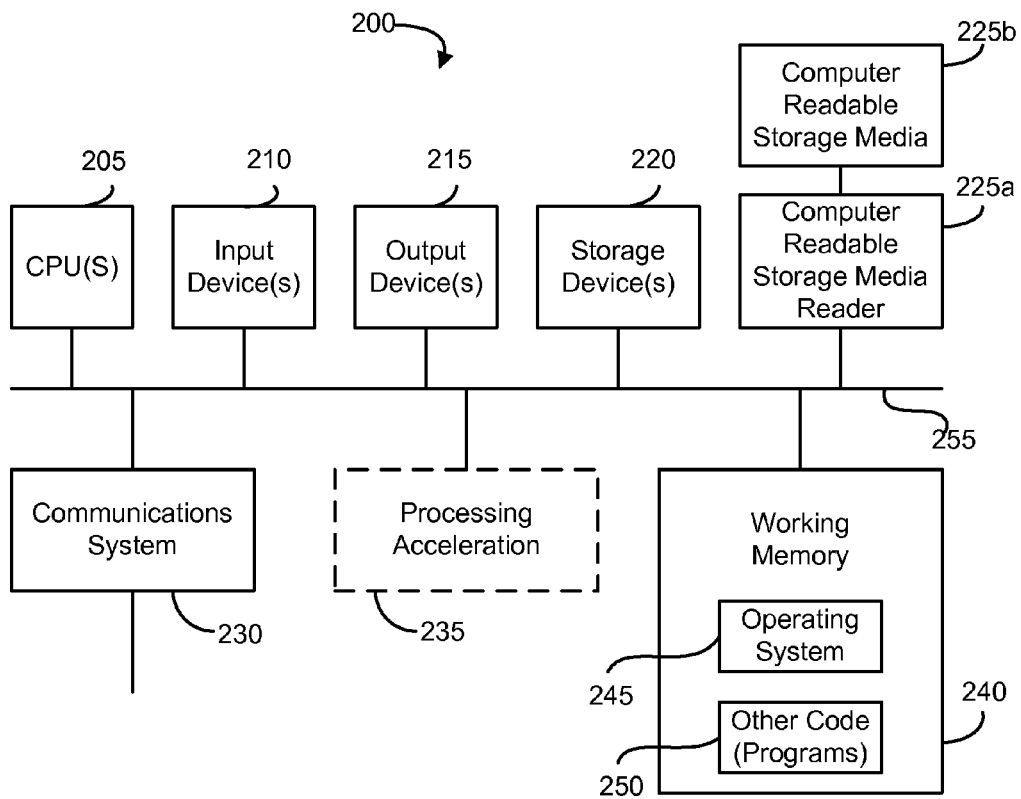 200
225b
Computer
Readable
Storage Media
205
210
215
220
225a
CPU(S)
Input
Device(s)
Output
Device(s)
Storage
Device(s)
Computer
Readable
Storage Media
Reader
255
Communications
System
230
Processing
Acceleration
235
Working
Memory
Operating
System
245
Other Code
(Programs)
250
240